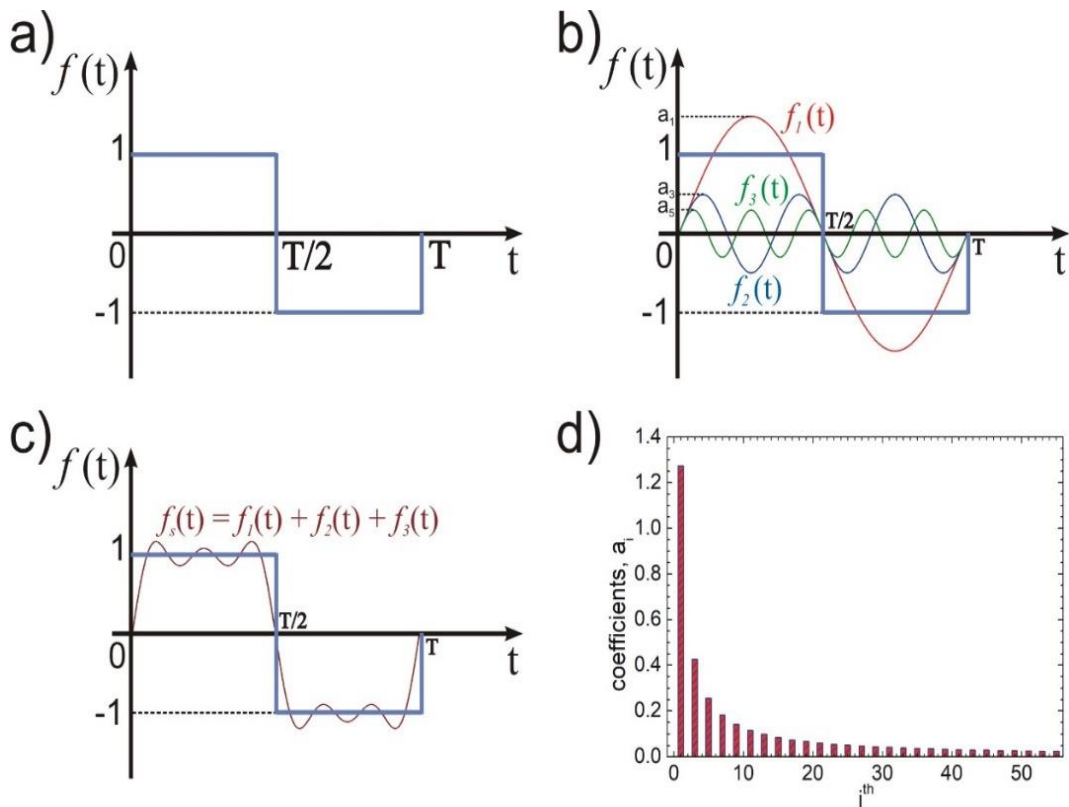 a)
f(t)
1
0
T/2
T
t
-1
b)
f(t)
a1
f1(t)
1
a3
f3(t)
a5
T/2
0
T
t
f2(t)
-1
c)
f(t)
fs(t) = f1(t) + f2(t) + f3(t)
1
T/2
0
T
t
-1
d)
1.4
1.2
1.0
0.8
0.6
0.4
0.2
0.0
coefficients, ai
0 10 20 30 40 50
ith